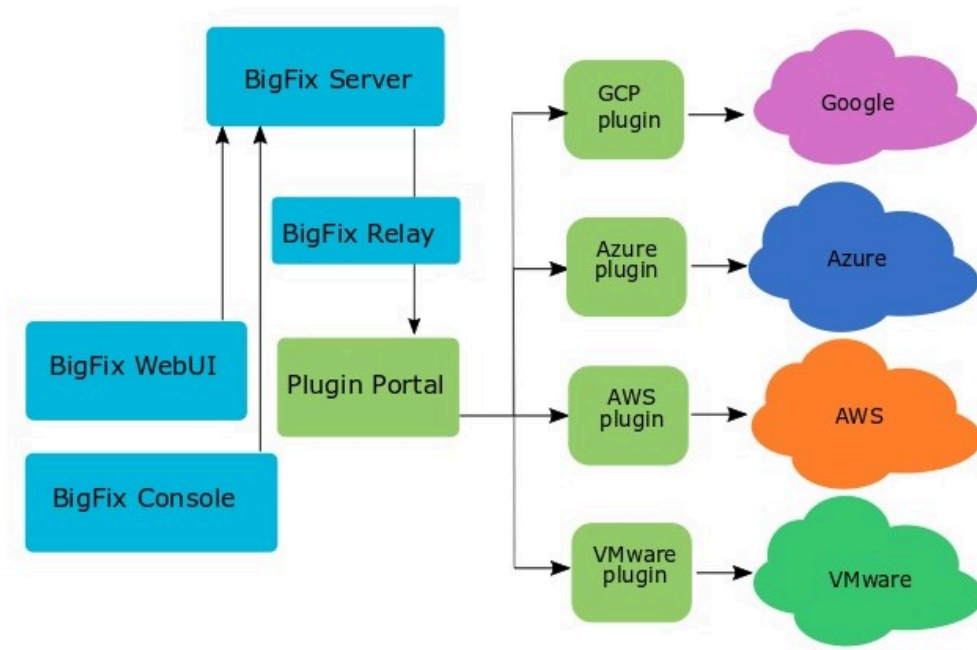 BigFix Server
BigFix Relay
BigFix WebUI
BigFix Console
Plugin Portal
GCP
plugin
Google
Azure
plugin
Azure
AWS
plugin
AWS
VMware
plugin
VMware